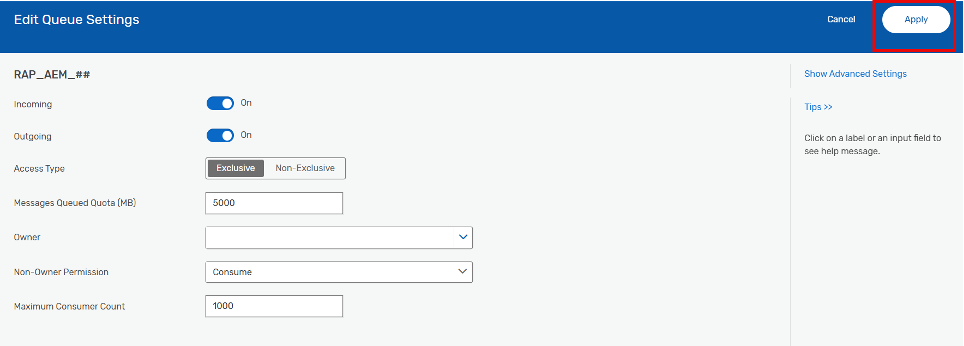 Edit Queue Settings
Cancel
Apply
RAP_AEM_##
Show Advanced Settings
Incoming
On
Tips >>
Outgoing
On
Click on a label or an input field to
see help message.
Access Type
Exclusive
Non-Exclusive
Messages Queued Quota (MB)
5000
Owner
Non-Owner Permission
Consume
Maximum Consumer Count
1000